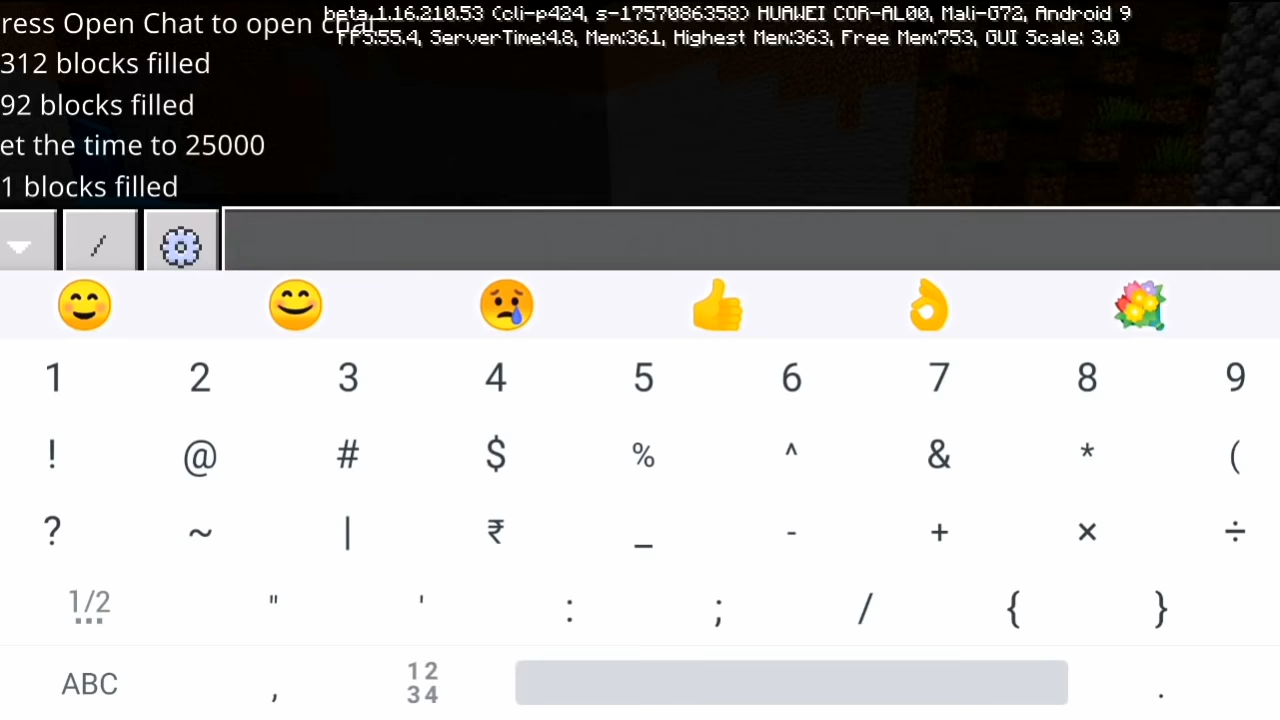 ress Open Chat to open chat
beta 1.16.210.53 (cli-p424, s-1757086358) HUAWEI COR-AL00, Mali-G72, Android 9
FPS:55.4, ServerTime:4.8, Mem:361, Highest Mem:363, Free Mem:753, GUI Scale: 3.0
312 blocks filled
92 blocks filled
et the time to 25000
1 blocks filled
/
1 2 3 4 5 6 7 8 9
! @ # $ % ^ & * (
? ~ | ₹ _ - + × ÷
1/2 " ' : ; / { }
ABC , 12 34 .